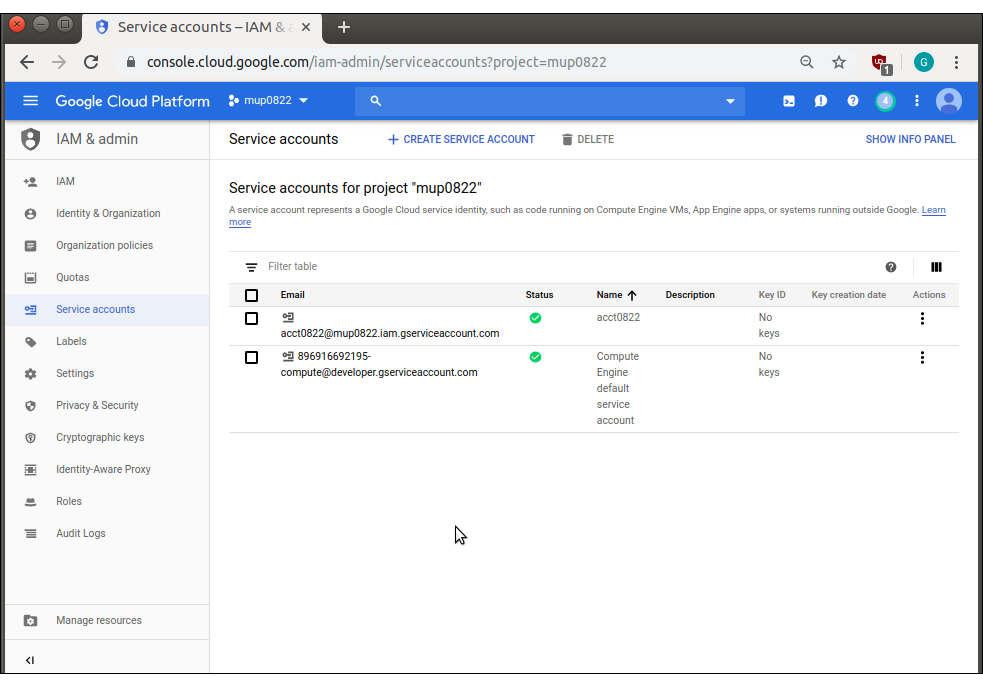 Service accounts – IAM & a
console.cloud.google.com/iam-admin/serviceaccounts?project=mup0822
1
G
Google Cloud Platform
mup0822
4
IAM & admin
Service accounts
CREATE SERVICE ACCOUNT
DELETE
SHOW INFO PANEL
IAM
Identity & Organization
Organization policies
Quotas
Service accounts
Labels
Settings
Privacy & Security
Cryptographic keys
Identity-Aware Proxy
Roles
Audit Logs
Manage resources
Service accounts for project "mup0822"
A service account represents a Google Cloud service identity, such as code running on Compute Engine VMs, App Engine apps, or systems running outside Google. Learn
more
Filter table
Email Status Name Description Key ID Key creation date Actions
acct0822@mup0822.iam.gserviceaccount.com
acct0822
No
keys
896916692195-
compute@developer.gserviceaccount.com
Compute
Engine
default
service
account
No
keys